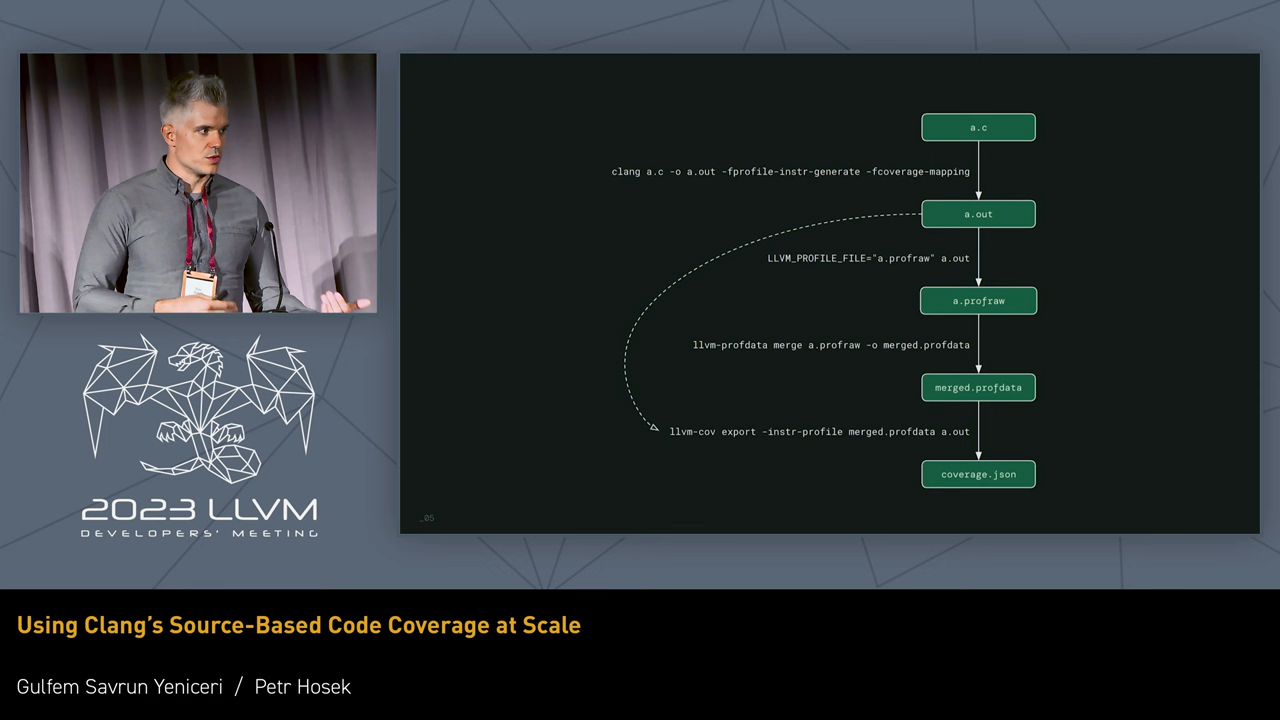 a.c
clang a.c -o a.out -fprofile-instr-generate -fcoverage-mapping
a.out
LLVM_PROFILE_FILE="a.profraw" a.out
a.profraw
llvm-profdata merge a.profraw -o merged.profdata
merged.profdata
llvm-cov export -instr-profile merged.profdata a.out
coverage.json
_05
2023 LLVM
DEVELOPERS' MEETING
Using Clang’s Source-Based Code Coverage at Scale
Gulfem Savrun Yeniceri / Petr Hosek